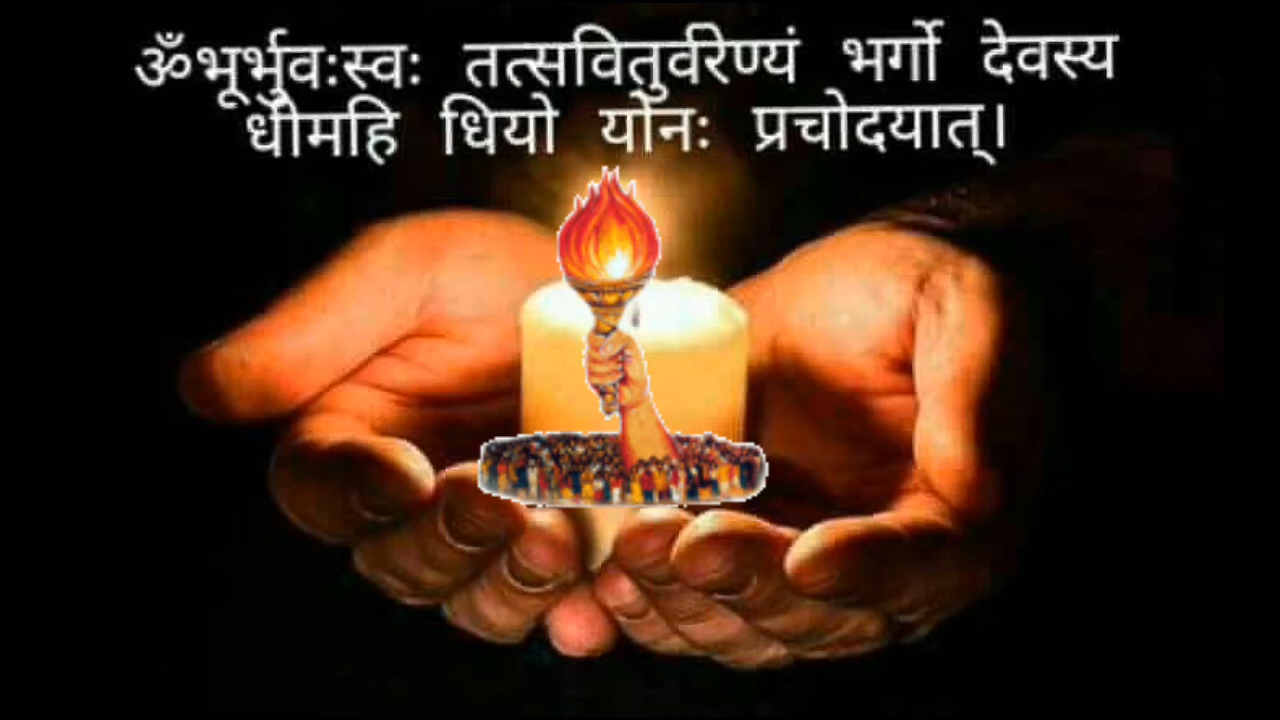 ॐभूर्भुवःस्वः तत्सवितुर्वरेण्यं भर्गो देवस्य
धीमहि धियो योनः प्रचोदयात्।